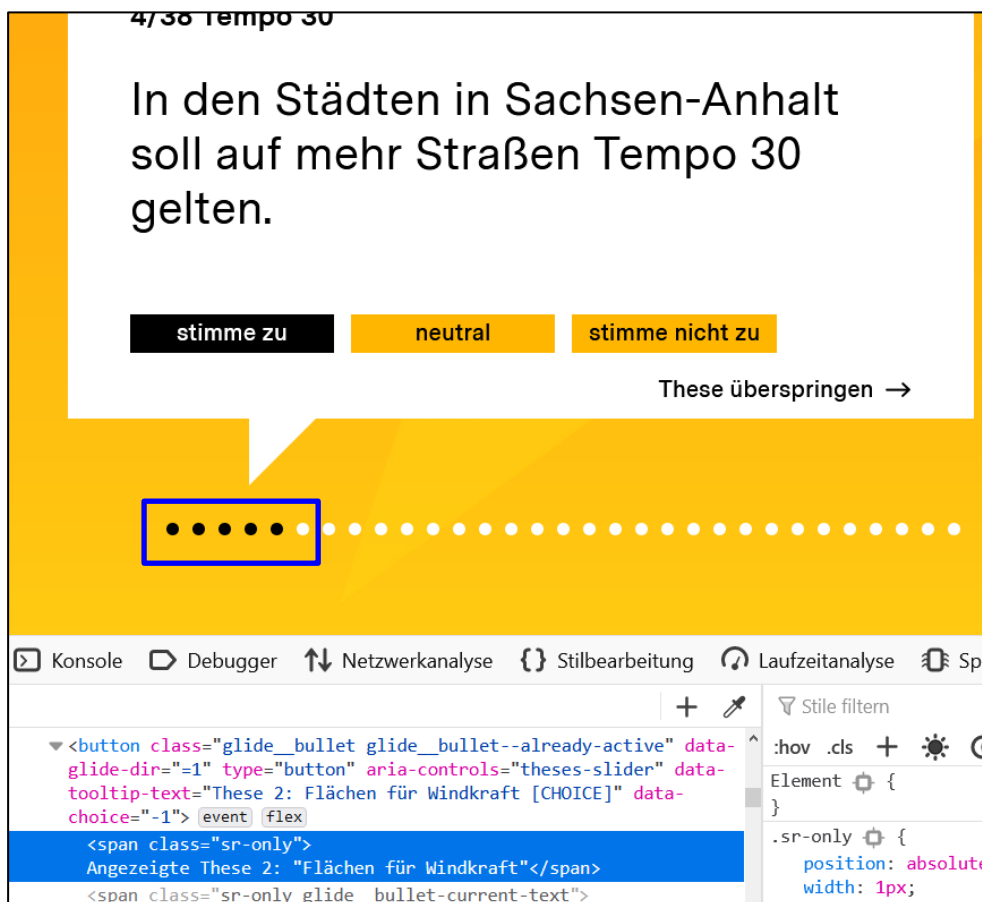 4/38 Tempo 30
In den Städten in Sachsen-Anhalt
soll auf mehr Straßen Tempo 30
gelten.
stimme zu neutral stimme nicht zu
These überspringen →
Konsole Debugger Netzwerkanalyse {} Stilbearbeitung Laufzeitanalyse Sp
+ Stile filtern
<button class="glide__bullet glide__bullet--already-active" data-
glide-dir="=1" type="button" aria-controls="theses-slider" data-
tooltip-text="These 2: Flächen für Windkraft [CHOICE]" data-
choice="-1"> event flex
<span class="sr-only">
Angezeigte These 2: "Flächen für Windkraft"</span>
<span class="sr-only glide__bullet-current-text">
:hov .cls +
Element {
}
.sr-only {
position: absolute
width: 1px;